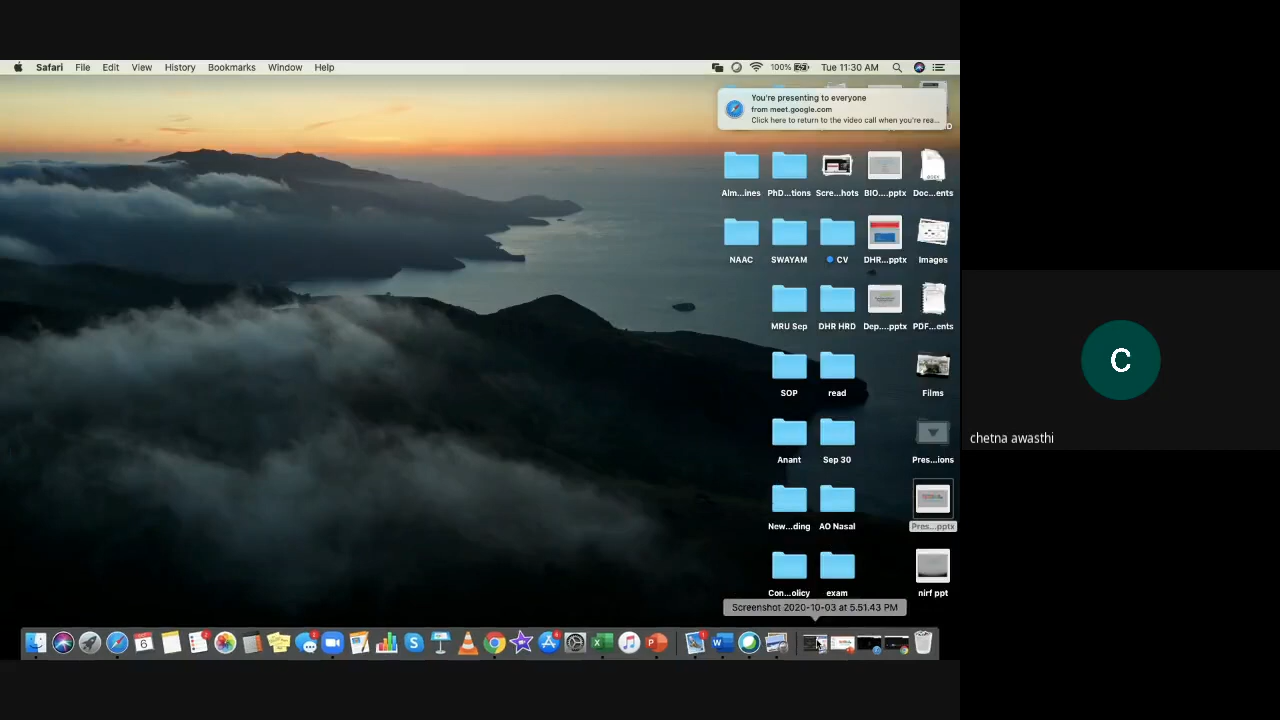 Safari File Edit View History Bookmarks Window Help 100% Tue 11:30 AM
You're presenting to everyone
from meet.google.com
Click here to return to the video call when you're rea...
Alm...ines PhD...tions Scre...hots BIO....pptx Doc...ents
NAAC SWAYAM CV DHR...pptx Images
MRU Sep DHR HRD Dep....pptx PDF...ents
SOP read Films
Anant Sep 30 Pres...ions
New...ding AO Nasal Pres...pptx
Con...olicy exam nirf ppt
Screenshot 2020-10-03 at 5.51.43 PM
C
chetna awasthi